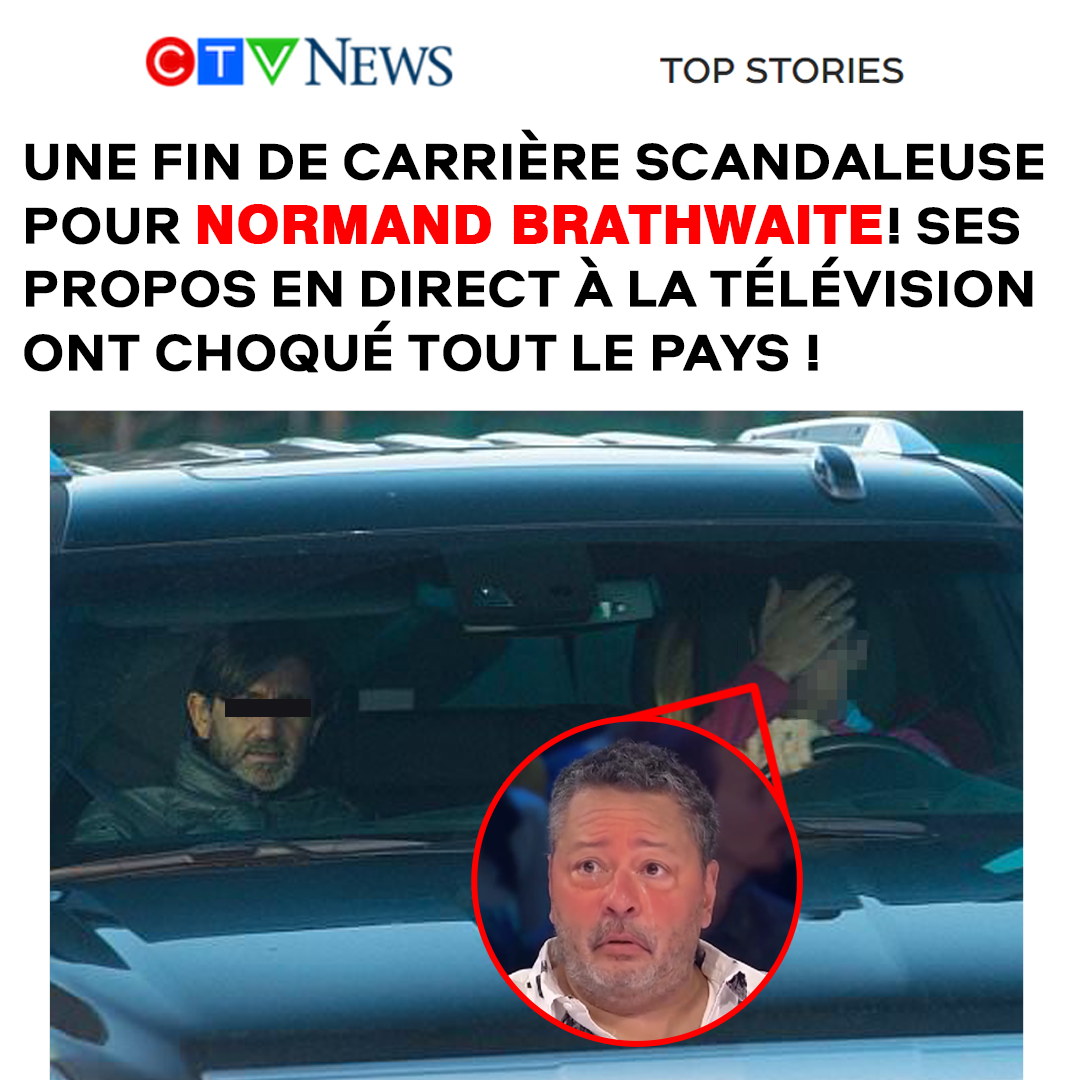 CTV NEWS
TOP STORIES
UNE FIN DE CARRIÈRE SCANDALEUSE
POUR NORMAND BRATHWAITE! SES
PROPOS EN DIRECT À LA TÉLÉVISION
ONT CHOQUÉ TOUT LE PAYS !